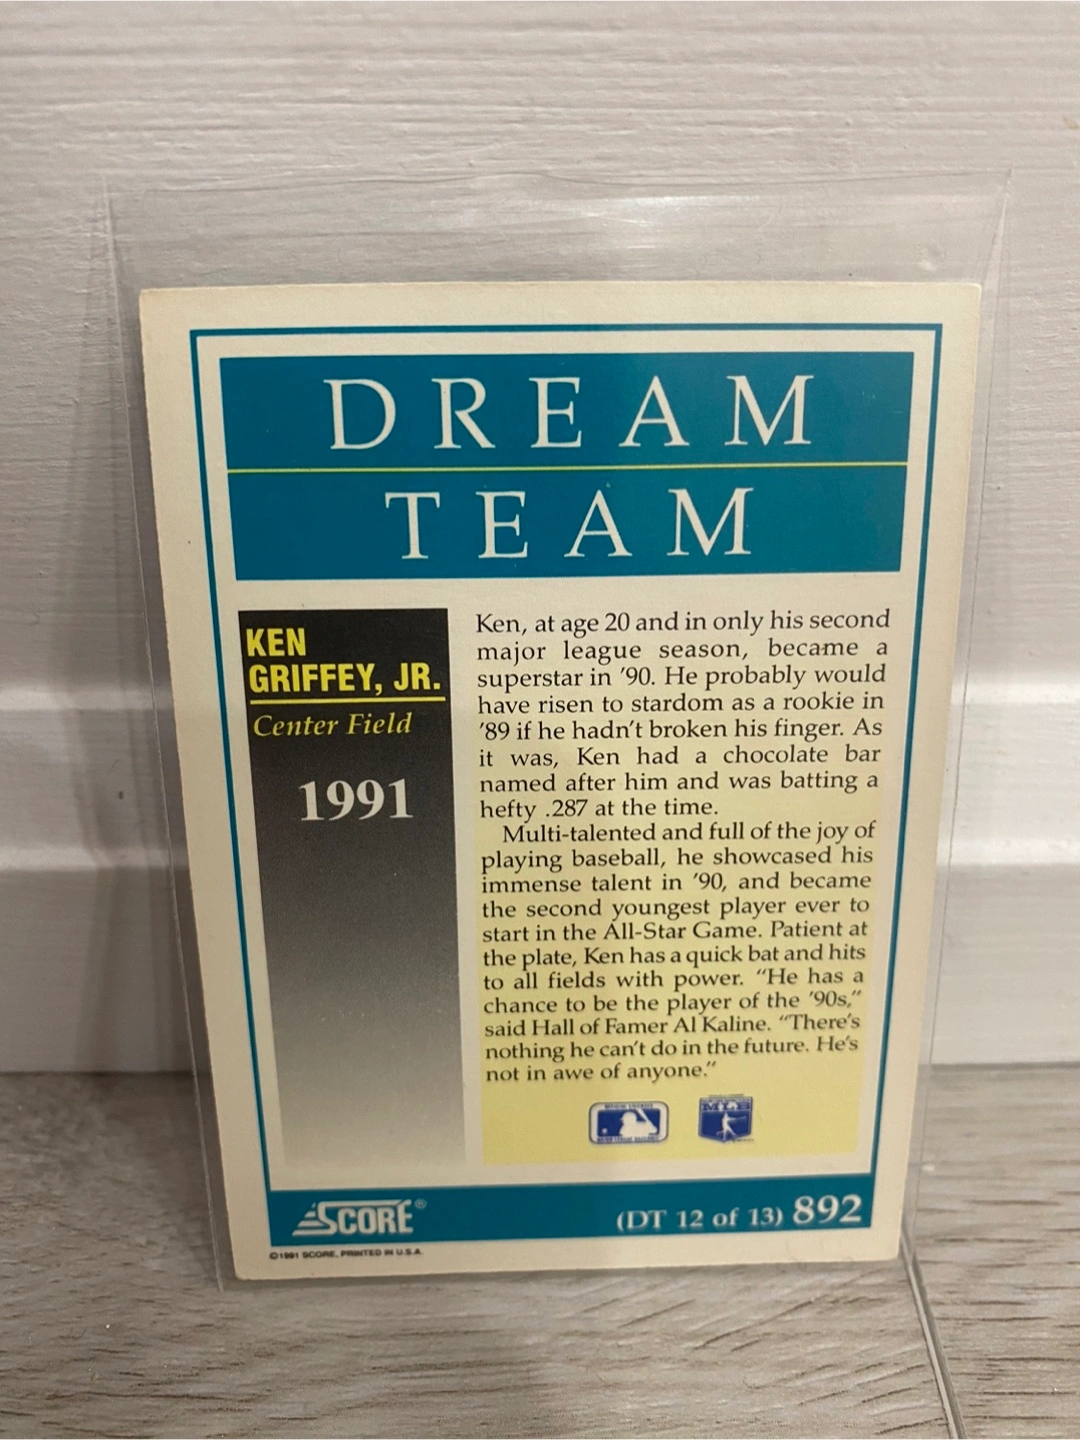 DREAM
TEAM
KEN
GRIFFEY, JR.
Center Field
1991
Ken, at age 20 and in only his second
major league season, became a
superstar in '90. He probably would
have risen to stardom as a rookie in
'89 if he hadn't broken his finger. As
it was, Ken had a chocolate bar
named after him and was batting a
hefty .287 at the time.
Multi-talented and full of the joy of
playing baseball, he showcased his
immense talent in '90, and became
the second youngest player ever to
start in the All-Star Game. Patient at
the plate, Ken has a quick bat and hits
to all fields with power. "He has a
chance to be the player of the '90s,"
said Hall of Famer Al Kaline. "There's
nothing he can't do in the future. He's
not in awe of anyone."
MLB
SCORE®
(DT 12 of 13) 892
©1991 SCORE, PRINTED IN U.S.A.